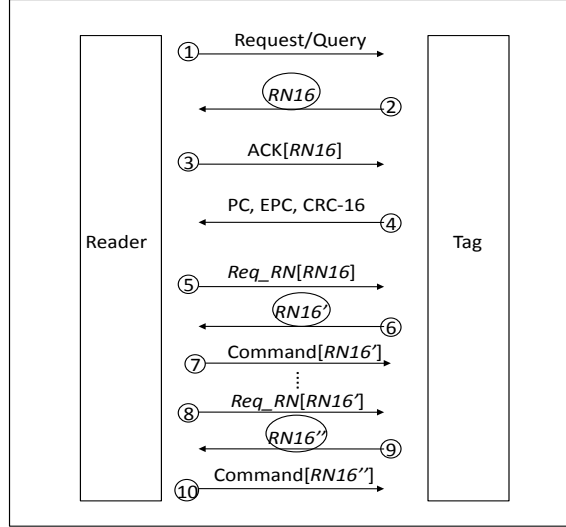 ① Request/Query
RN16 ②
③ ACK[RN16]
PC, EPC, CRC-16 ④
Reader
Tag
⑤ Req_RN[RN16]
RN16′ ⑥
⑦ Command[RN16′]
⑧ Req_RN[RN16′]
RN16′′ ⑨
⑩ Command[RN16′′]